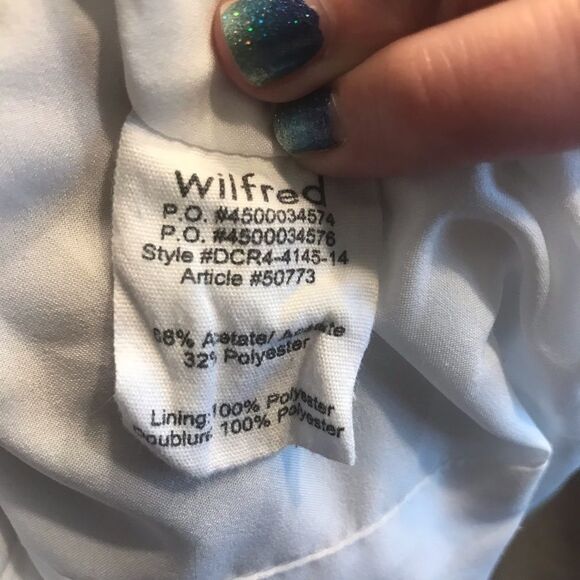 Wilfred
P.O. #4500034574
P.O. #4500034576
Style #DCR4-4145-14
Article #50773
68% Acetate/ Acetate
32% Polyester
Lining: 100% Polyester
Doublure: 100% Polyester